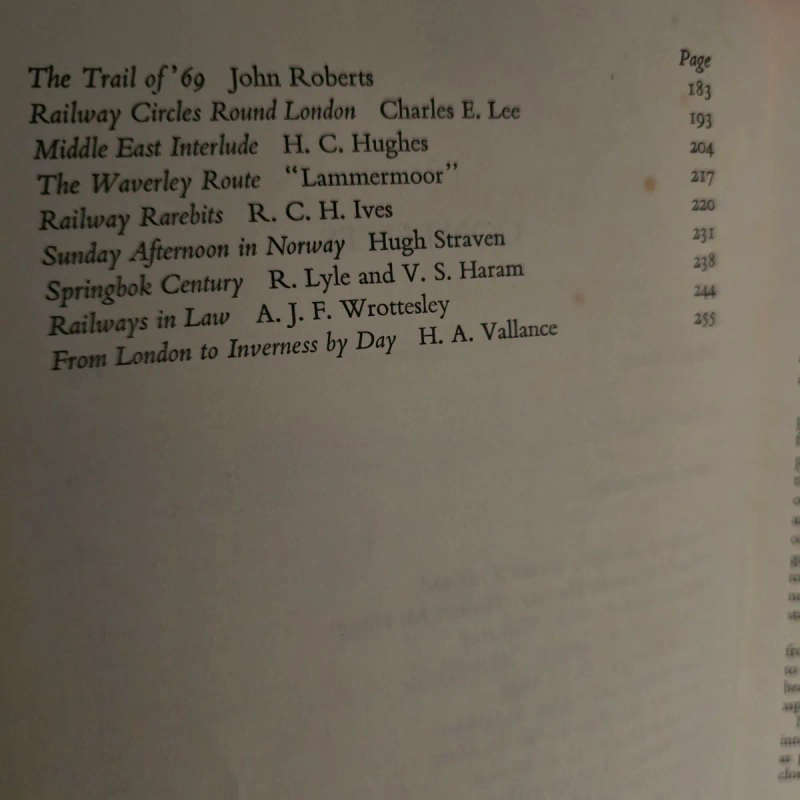 Page
The Trail of '69 John Roberts 183
Railway Circles Round London Charles E. Lee 193
Middle East Interlude H. C. Hughes 204
The Waverley Route "Lammermoor" 217
Railway Rarebits R. C. H. Ives 220
Sunday Afternoon in Norway Hugh Straven 231
Springbok Century R. Lyle and V. S. Haram 238
Railways in Law A. J. F. Wrottesley 244
From London to Inverness by Day H. A. Vallance 255